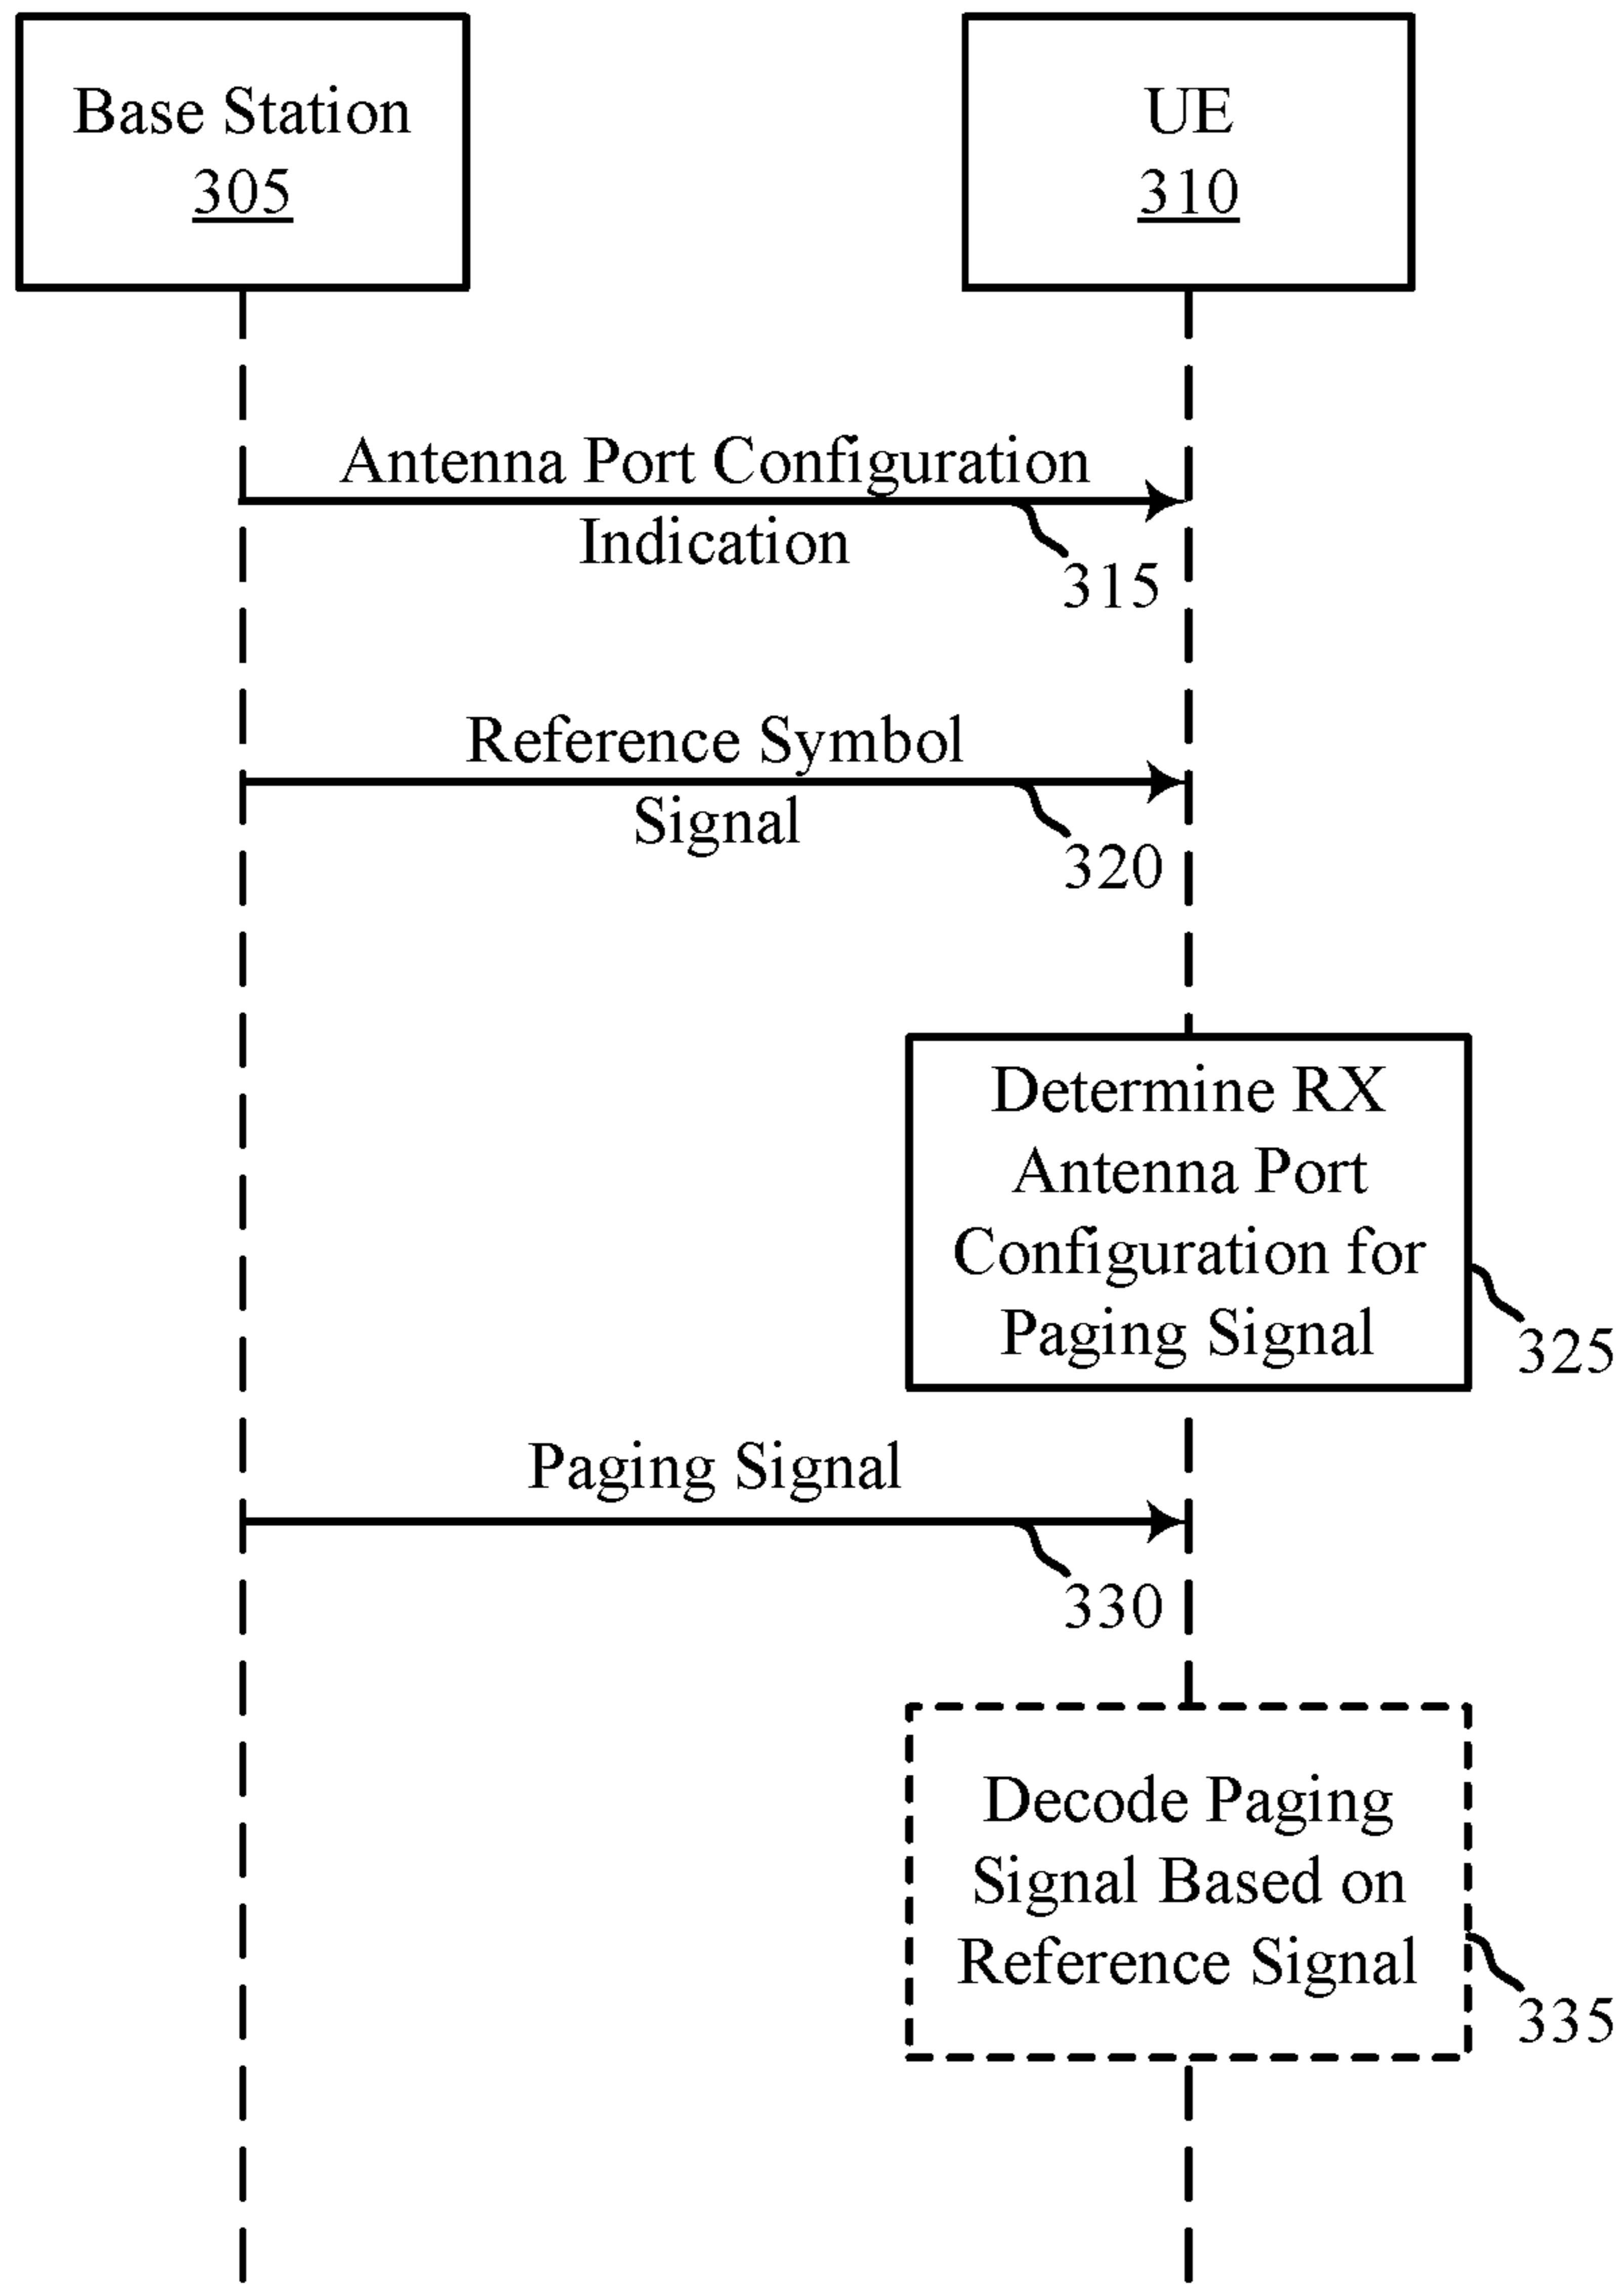 Base Station
305
UE
310
Antenna Port Configuration
Indication
315
Reference Symbol
Signal
320
Determine RX
Antenna Port
Configuration for
Paging Signal
325
Paging Signal
330
Decode Paging
Signal Based on
Reference Signal
335